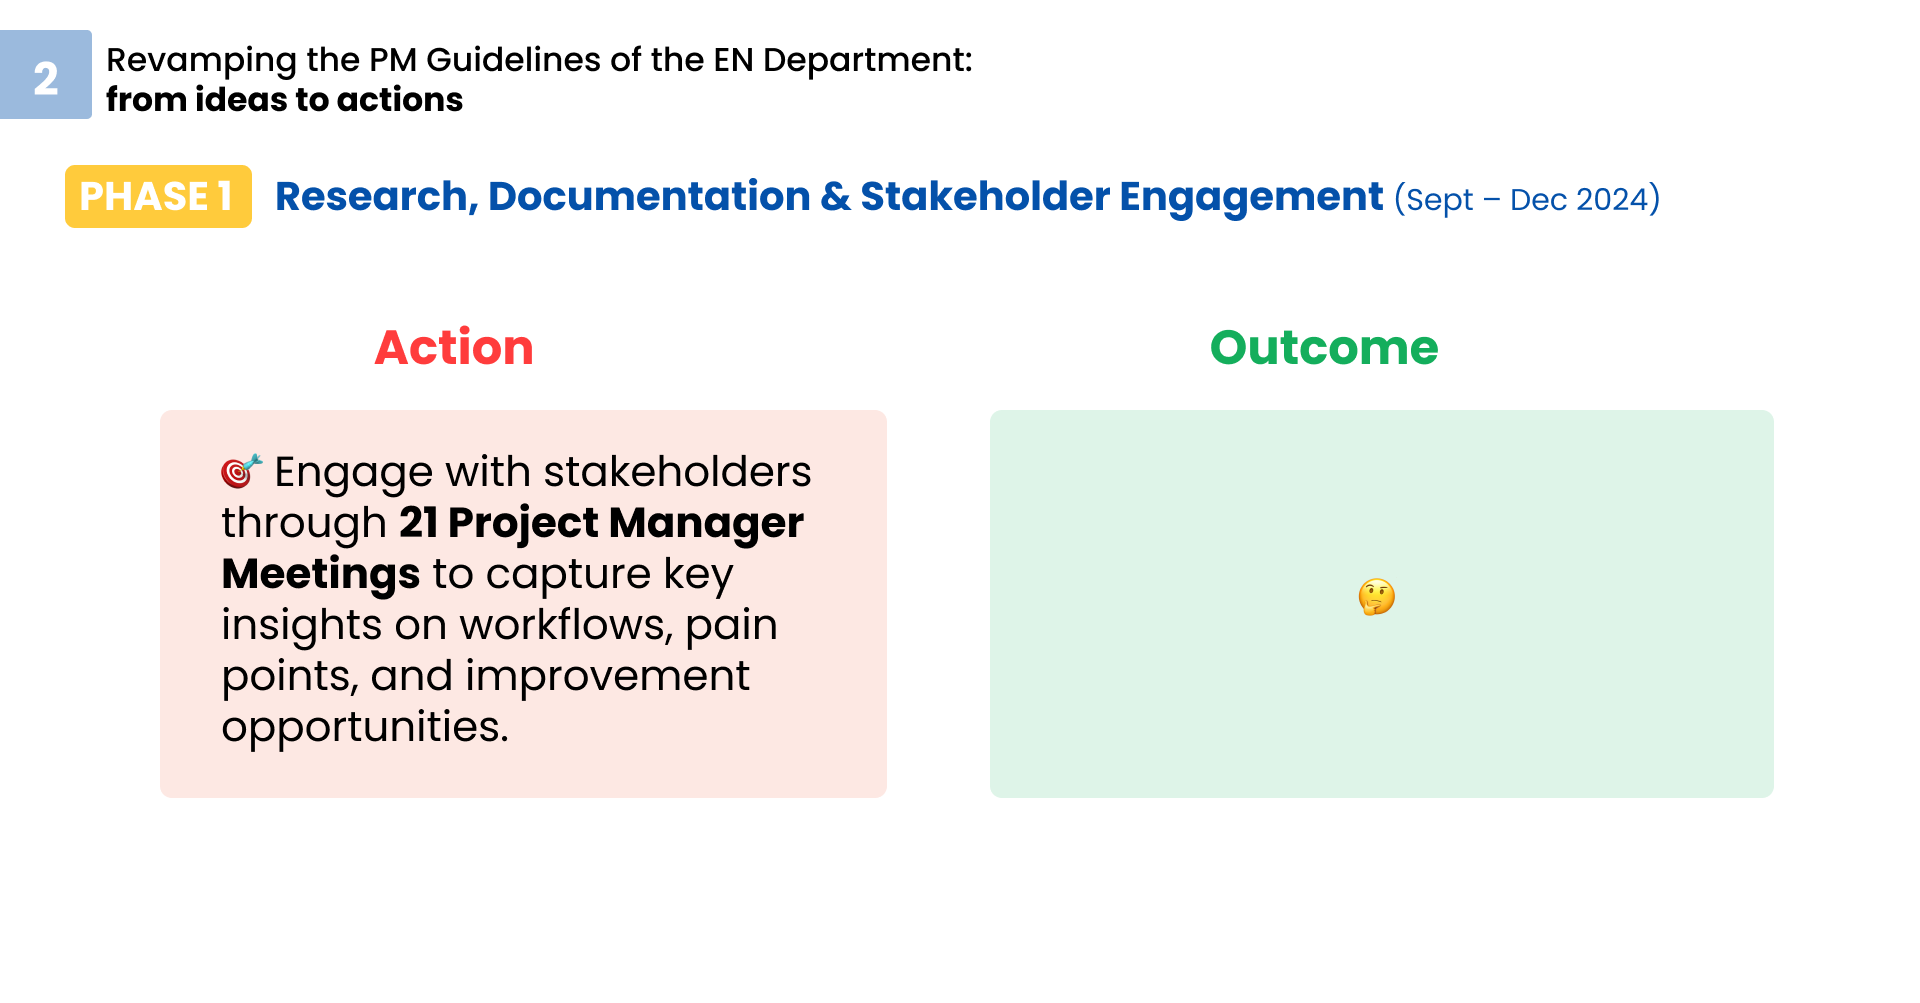 2
Revamping the PM Guidelines of the EN Department:
from ideas to actions
PHASE 1
Research, Documentation & Stakeholder Engagement (Sept – Dec 2024)
Action
Outcome
🎯 Engage with stakeholders
through 21 Project Manager
Meetings to capture key
insights on workflows, pain
points, and improvement
opportunities.
🤔